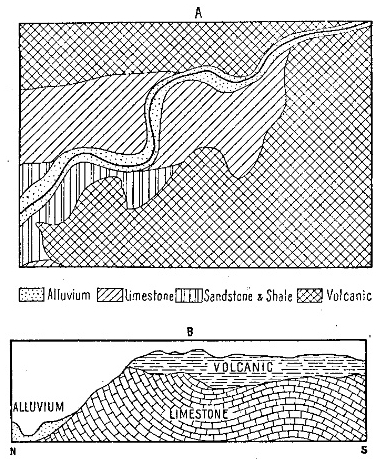 A
Alluvium Limestone Sandstone & Shale Volcanic
B
VOLCANIC
ALLUVIUM
LIMESTONE
N S